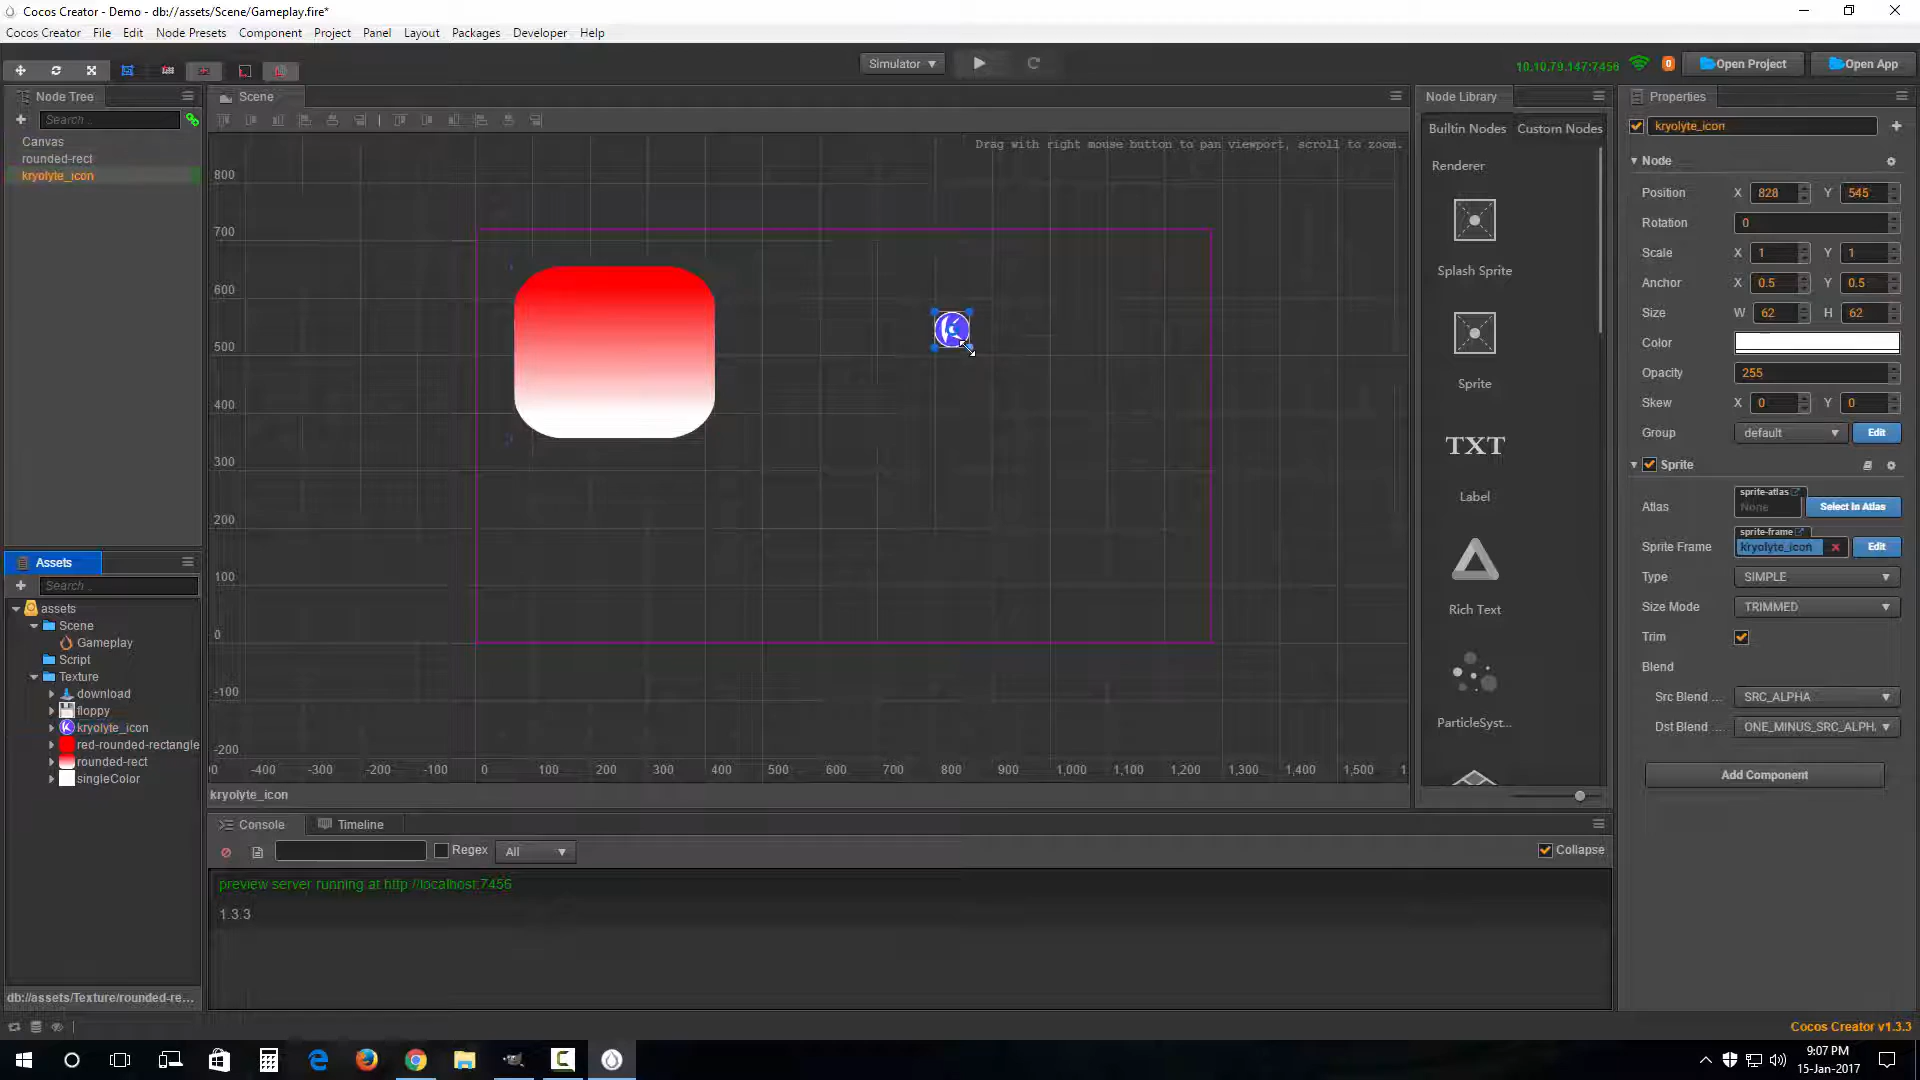 Cocos Creator - Demo - db://assets/Scene/Gameplay.fire*
Cocos Creator File Edit Node Presets Component Project Panel Layout Packages Developer Help
Simulator 10.10.79.147:7456 0 Open Project Open App
Node Tree
Search...
Canvas
rounded-rect
kryolyte_icon
Scene
Drag with right mouse button to pan viewport, scroll to zoom.
800
700
600
500
400
300
200
100
0
-100
-200
-400 -300 -200 -100 0 100 200 300 400 500 600 700 800 900 1,000 1,100 1,200 1,300 1,400 1,500
kryolyte_icon
Node Library
Builtin Nodes Custom Nodes
Renderer
Splash Sprite
Sprite
TXT
Label
Rich Text
ParticleSyst...
Properties
kryolyte_icon
Node
Position X 828 Y 545
Rotation 0
Scale X 1 Y 1
Anchor X 0.5 Y 0.5
Size W 62 H 62
Color
Opacity 255
Skew X 0 Y 0
Group default Edit
Sprite
sprite-atlas
Atlas None Select In Atlas
sprite-frame
Sprite Frame kryolyte_icon Edit
Type SIMPLE
Size Mode TRIMMED
Trim
Blend
Src Blend ... SRC_ALPHA
Dst Blend ... ONE_MINUS_SRC_ALPH.
Add Component
Assets
Search...
assets
Scene
Gameplay
Script
Texture
download
floppy
kryolyte_icon
red-rounded-rectangle
rounded-rect
singleColor
db://assets/Texture/rounded-re...
Console Timeline
Regex All Collapse
preview server running at http://localhost:7456
1.3.3
Cocos Creator v1.3.3
9:07 PM
15-Jan-2017